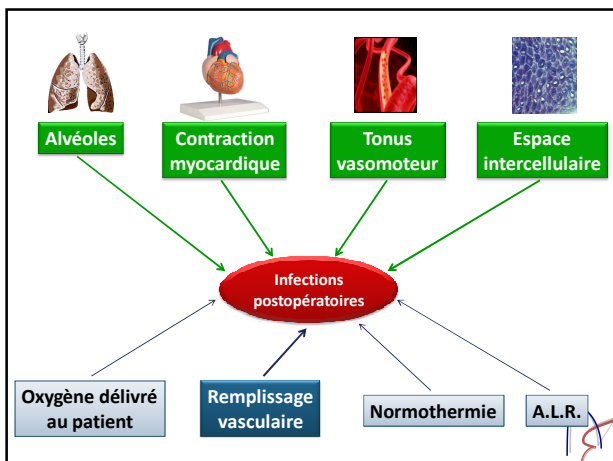 Alvéoles
Contraction
myocardique
Tonus
vasomoteur
Espace
intercellulaire
Infections
postopératoires
Oxygène délivré
au patient
Remplissage
vasculaire
Normothermie
A.L.R.